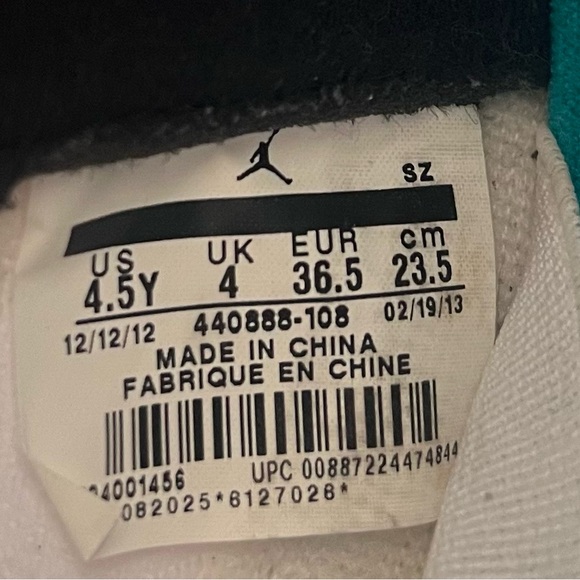 SZ
US UK EUR cm
4.5Y 4 36.5 23.5
12/12/12 440888-108 02/19/13
MADE IN CHINA
FABRIQUE EN CHINE
4001456 UPC 00887224474844
082025*6127026*